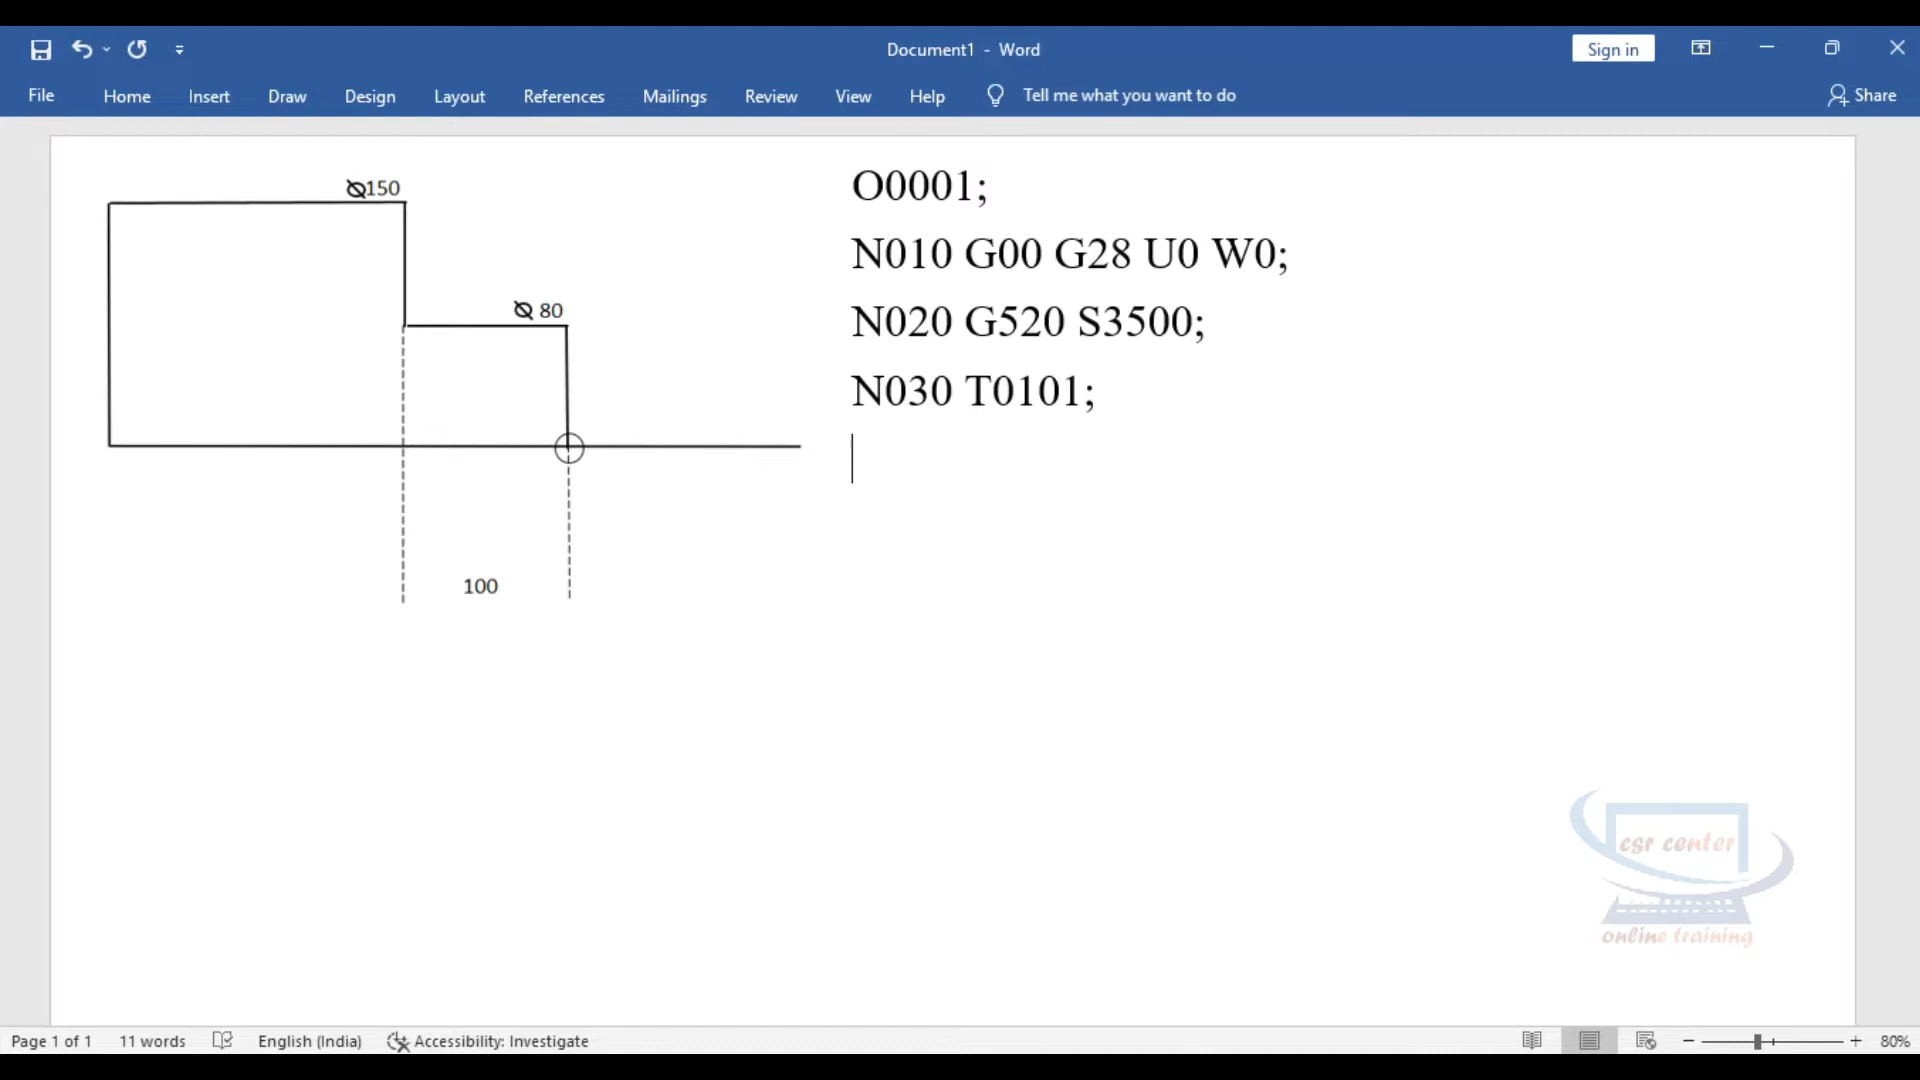 Document1 - Word
Sign in
File Home Insert Draw Design Layout References Mailings Review View Help Tell me what you want to do Share
⦰150
⦰ 80
100
O0001;
N010 G00 G28 U0 W0;
N020 G520 S3500;
N030 T0101;
csr center
online training
Page 1 of 1 11 words English (India) Accessibility: Investigate 80%